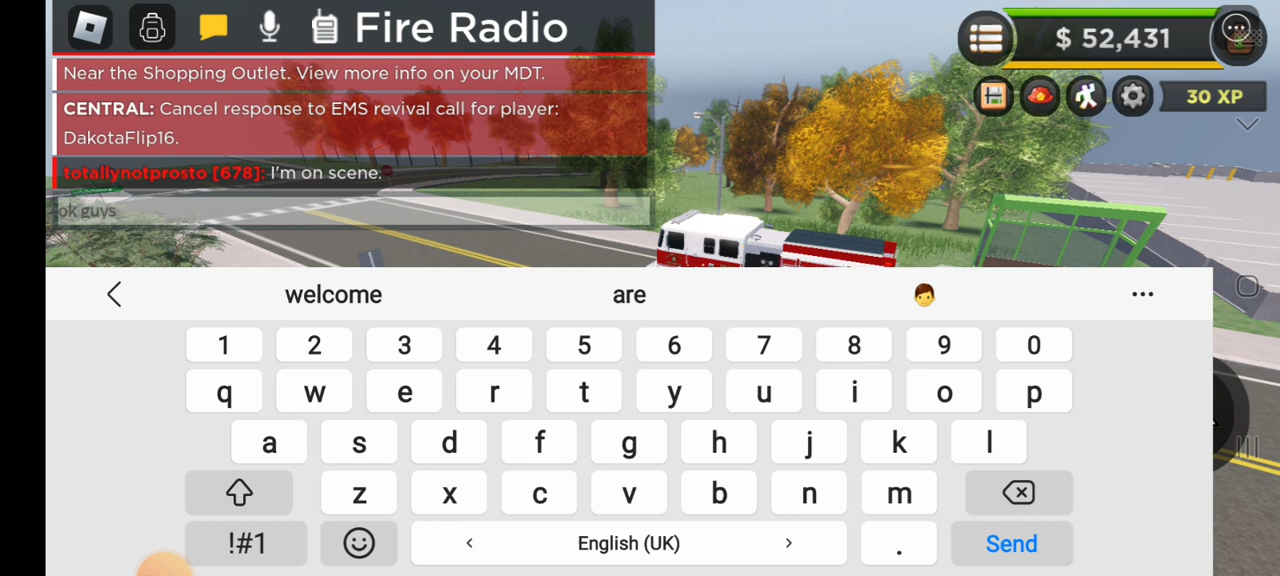 Fire Radio
$ 52,431
Near the Shopping Outlet. View more info on your MDT.
30 XP
CENTRAL: Cancel response to EMS revival call for player:
DakotaFlip16.
totallynotprosto [678]: I'm on scene.
ok guys
welcome are
1 2 3 4 5 6 7 8 9 0
q w e r t y u i o p
a s d f g h j k l
z x c v b n m
!#1 English (UK) . Send